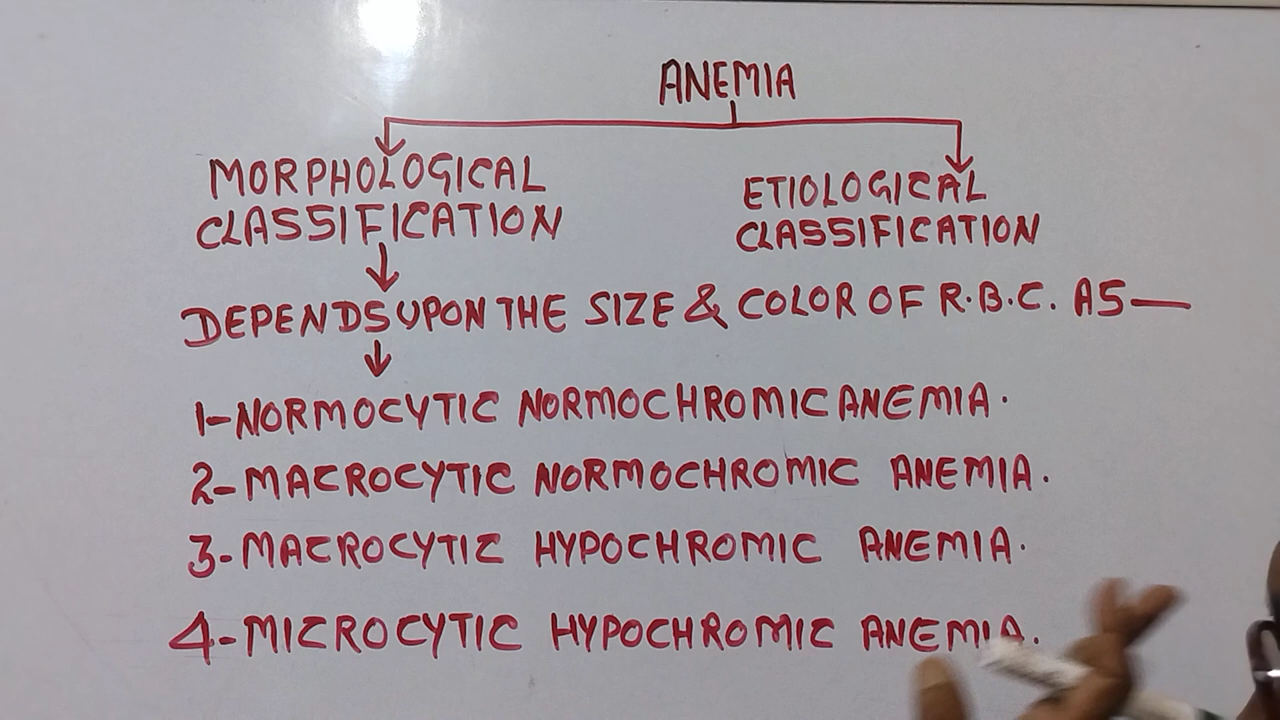 ANEMIA
MORPHOLOGICAL
CLASSIFICATION
ETIOLOGICAL
CLASSIFICATION
DEPENDS UPON THE SIZE & COLOR OF R.B.C. AS—
1-NORMOCYTIC NORMOCHROMIC ANEMIA.
2-MACROCYTIC NORMOCHROMIC ANEMIA.
3-MACROCYTIC HYPOCHROMIC ANEMIA.
4-MICROCYTIC HYPOCHROMIC ANEMIA.